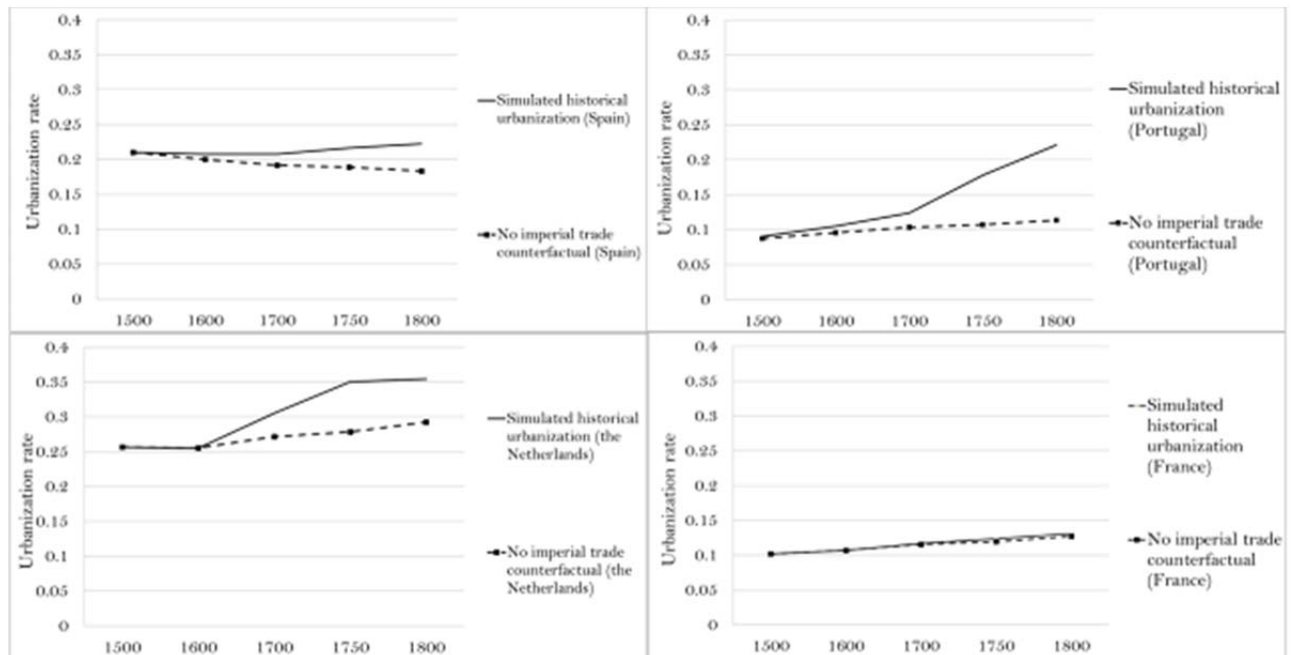 0.4
0.35
0.3
0.25
0.2
0.15
0.1
0.05
0
Urbanization rate
1500 1600 1700 1750 1800
Simulated historical
urbanization (Spain)
No imperial trade
counterfactual (Spain)
0.4
0.35
0.3
0.25
0.2
0.15
0.1
0.05
0
Urbanization rate
1500 1600 1700 1750 1800
Simulated historical
urbanization
(Portugal)
No imperial trade
counterfactual
(Portugal)
0.4
0.35
0.3
0.25
0.2
0.15
0.1
0.05
0
Urbanization rate
1500 1600 1700 1750 1800
Simulated historical
urbanization (the
Netherlands)
No imperial trade
counterfactual (the
Netherlands)
0.4
0.35
0.3
0.25
0.2
0.15
0.1
0.05
0
Urbanization rate
1500 1600 1700 1750 1800
Simulated
historical
urbanization
(France)
No imperial trade
counterfactual
(France)